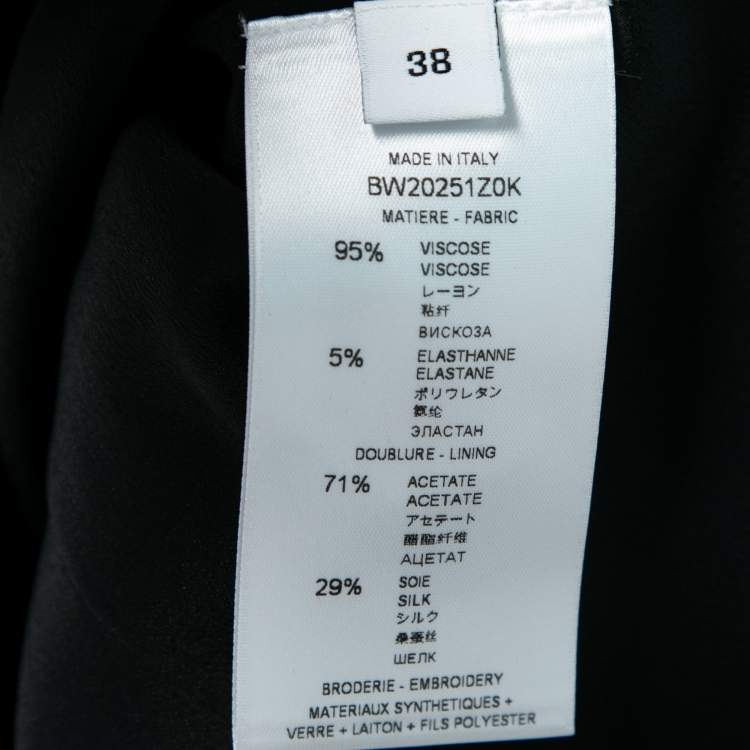 38
MADE IN ITALY
BW20251Z0K
MATIERE - FABRIC
95% VISCOSE
VISCOSE
レーヨン
粘纤
ВИСКОЗА
5% ELASTHANNE
ELASTANE
ポリウレタン
氨纶
ЭЛАСТАН
DOUBLURE - LINING
71% ACETATE
ACETATE
アセテート
醋酯纤维
АЦЕТАТ
29% SOIE
SILK
シルク
桑蚕丝
ШЕЛК
BRODERIE - EMBROIDERY
MATERIAUX SYNTHETIQUES +
VERRE + LAITON + FILS POLYESTER